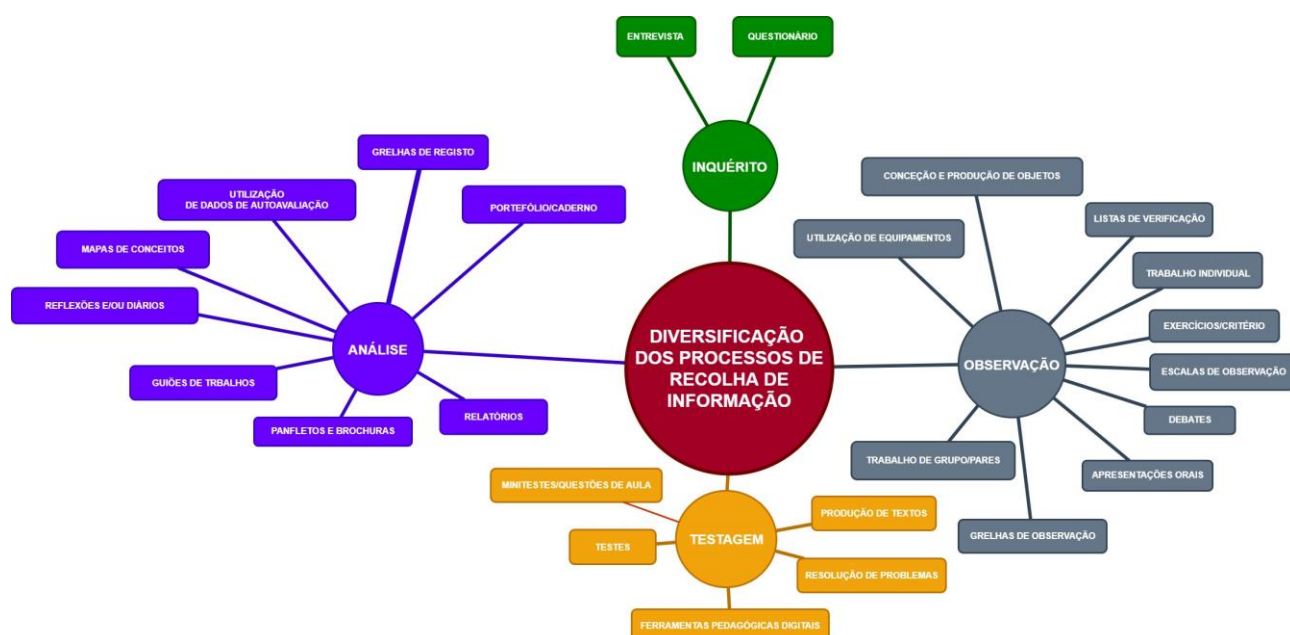 ENTREVISTA
QUESTIONÁRIO
INQUÉRITO
GRELHAS DE REGISTO
UTILIZAÇÃO
DE DADOS DE AUTOAVALIAÇÃO
PORTEFÓLIO/CADERNO
MAPAS DE CONCEITOS
REFLEXÕES E/OU DIÁRIOS
ANÁLISE
GUIÕES DE TRBALHOS
PANFLETOS E BROCHURAS
RELATÓRIOS
DIVERSIFICAÇÃO
DOS PROCESSOS DE
RECOLHA DE
INFORMAÇÃO
CONCEÇÃO E PRODUÇÃO DE OBJETOS
LISTAS DE VERIFICAÇÃO
UTILIZAÇÃO DE EQUIPAMENTOS
TRABALHO INDIVIDUAL
EXERCÍCIOS/CRITÉRIO
OBSERVAÇÃO
ESCALAS DE OBSERVAÇÃO
DEBATES
TRABALHO DE GRUPO/PARES
APRESENTAÇÕES ORAIS
GRELHAS DE OBSERVAÇÃO
MINITESTES/QUESTÕES DE AULA
PRODUÇÃO DE TEXTOS
TESTES
TESTAGEM
RESOLUÇÃO DE PROBLEMAS
FERRAMENTAS PEDAGÓGICAS DIGITAIS